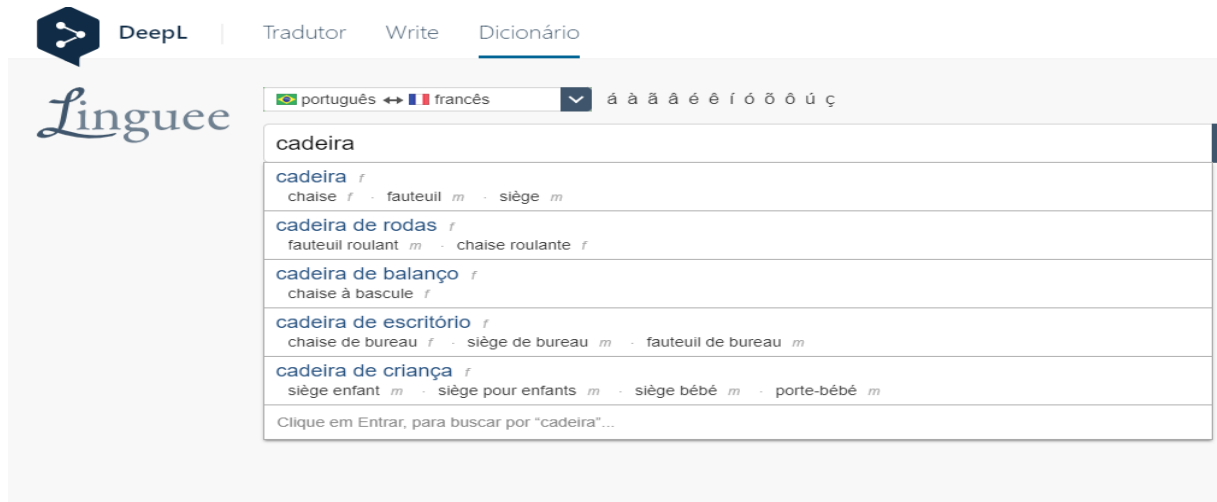 DeepL Tradutor Write Dicionário
Linguee
português ↔ francês á à ã â é ê í ó õ ô ú ç
cadeira
cadeira f
chaise f · fauteuil m · siège m
cadeira de rodas f
fauteuil roulant m · chaise roulante f
cadeira de balanço f
chaise à bascule f
cadeira de escritório f
chaise de bureau f · siège de bureau m · fauteuil de bureau m
cadeira de criança f
siège enfant m · siège pour enfants m · siège bébé m · porte-bébé m
Clique em Entrar, para buscar por "cadeira"...